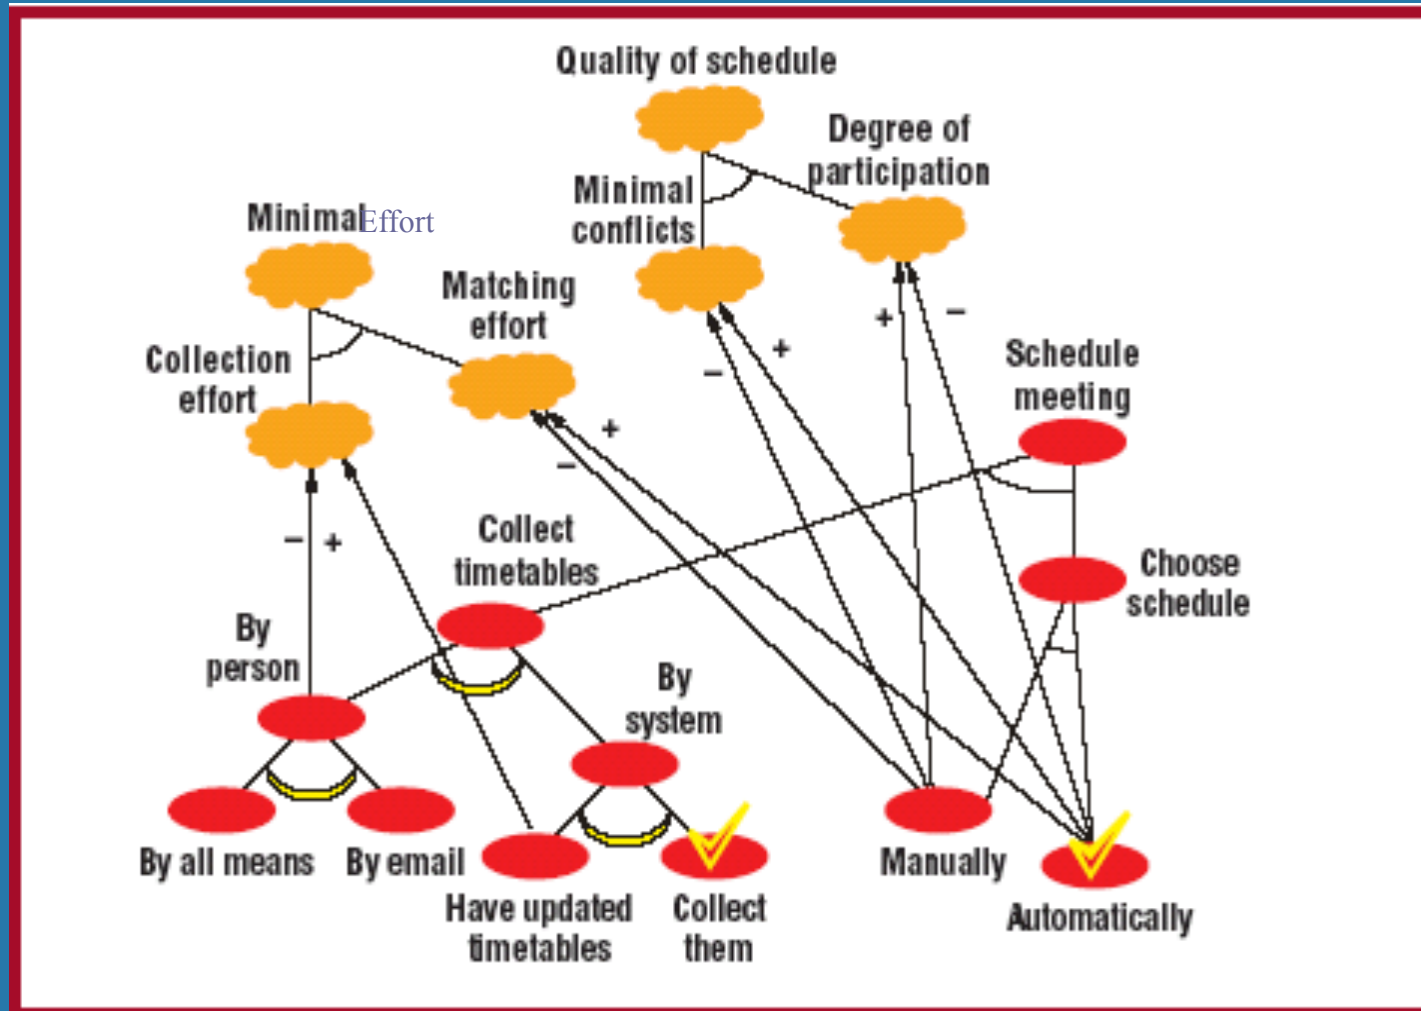 Quality of schedule
Degree of
participation
Minimal
conflicts
Minimal Effort
Matching
effort
+
–
+
–
Schedule
meeting
Collection
effort
+
–
– +
Collect
timetables
Choose
schedule
By
person
By
system
By all means
By email
Manually
Have updated
timetables
Collect
them
Automatically